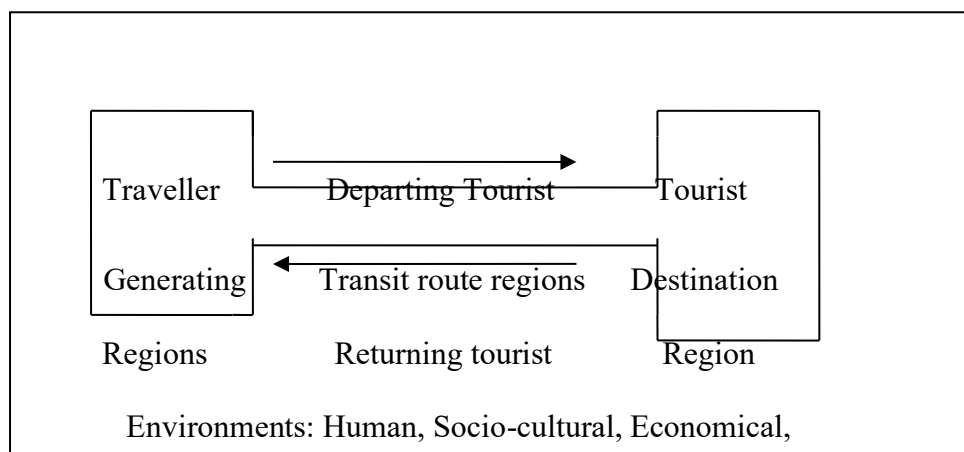 Traveller Departing Tourist Tourist
Generating Transit route regions Destination
Regions Returning tourist Region
Environments: Human, Socio-cultural, Economical,